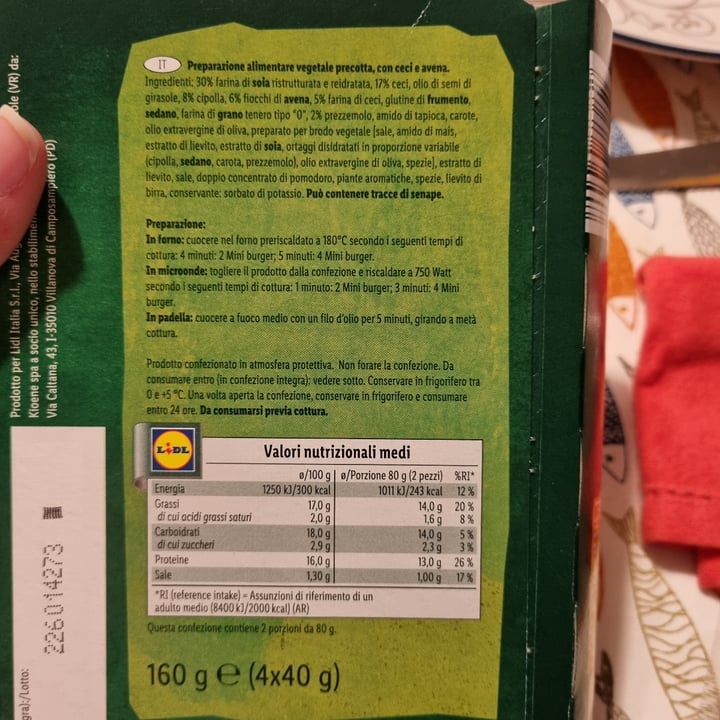 IT Preparazione alimentare vegetale precotta, con ceci e avena.
Ingredienti: 30% farina di soia ristrutturata e reidratata, 17% ceci, olio di semi di
girasole, 8% cipolla, 6% fiocchi di avena, 5% farina di ceci, glutine di frumento,
sedano, farina di grano tenero tipo "0", 2% prezzemolo, amido di tapioca, carote,
olio extravergine di oliva, preparato per brodo vegetale [sale, amido di mais,
estratto di lievito, estratto di soia, ortaggi disidratati in proporzione variabile
(cipolla, sedano, carota, prezzemolo), olio extravergine di oliva, spezie], estratto di
lievito, sale, doppio concentrato di pomodoro, piante aromatiche, spezie, lievito di
birra, conservante: sorbato di potassio. Può contenere tracce di senape.
Preparazione:
In forno: cuocere nel forno preriscaldato a 180°C secondo i seguenti tempi di
cottura: 4 minuti: 2 Mini burger; 5 minuti: 4 Mini burger.
In microonde: togliere il prodotto dalla confezione e riscaldare a 750 Watt
secondo i seguenti tempi di cottura: 1 minuto: 2 Mini burger; 3 minuti: 4 Mini
burger.
In padella: cuocere a fuoco medio con un filo d'olio per 5 minuti, girando a metà
cottura.
Prodotto confezionato in atmosfera protettiva. Non forare la confezione. Da
consumare entro (in confezione integra): vedere sotto. Conservare in frigorifero tra
0 e +5 °C. Una volta aperta la confezione, conservare in frigorifero e consumare
entro 24 ore. Da consumarsi previa cottura.
LIDL
Valori nutrizionali medi
ø/100 g ø/Porzione 80 g (2 pezzi) %RI*
Energia 1250 kJ/300 kcal 1011 kJ/243 kcal 12 %
Grassi 17,0 g 14,0 g 20 %
di cui acidi grassi saturi 2,0 g 1,6 g 8 %
Carboidrati 18,0 g 14,0 g 5 %
di cui zuccheri 2,9 g 2,3 g 3 %
Proteine 16,0 g 13,0 g 26 %
Sale 1,30 g 1,00 g 17 %
*RI (reference intake) = Assunzioni di riferimento di un
adulto medio (8400 kJ/2000 kcal) (AR)
Questa confezione contiene 2 porzioni da 80 g.
160 g e (4x40 g)
Prodotto per Lidl Italia S.r.l., Via
(VR) da:
Kloene spa a socio unico, nello
Via Caltana, 43, I-35010 Villanova di Camposampiero (PD)
226014273
/Lotto: